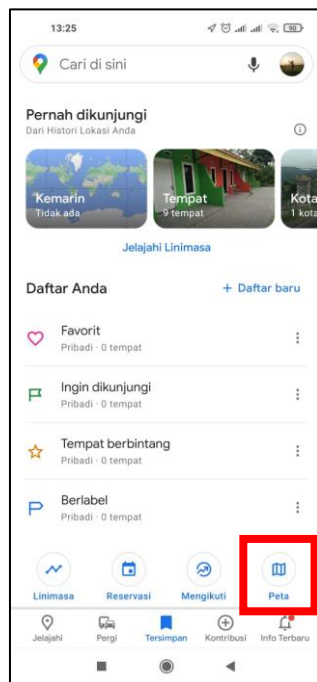 13:25
90
Cari di sini
Pernah dikunjungi
Dari Histori Lokasi Anda
Kemarin
Tidak ada
Tempat
9 tempat
Kota
1 kota
Jelajahi Linimasa
Daftar Anda
+ Daftar baru
Favorit
Pribadi · 0 tempat
Ingin dikunjungi
Pribadi · 0 tempat
Tempat berbintang
Pribadi · 0 tempat
Berlabel
Pribadi · 0 tempat
Linimasa Reservasi Mengikuti Peta
Jelajahi Pergi Tersimpan Kontribusi Info Terbaru